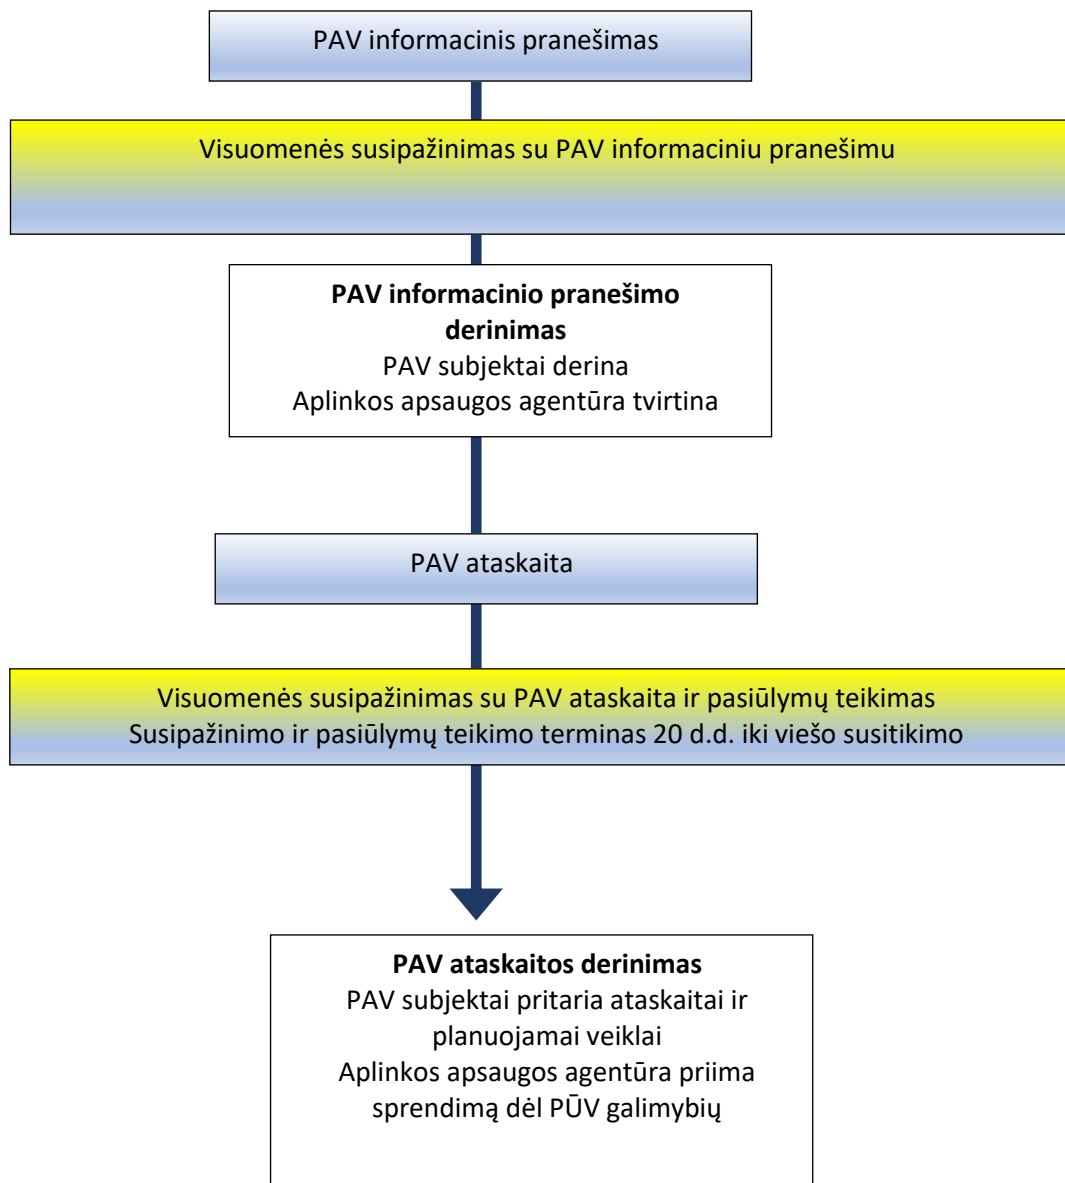 PAV informacinis pranešimas
Visuomenės susipažinimas su PAV informaciniu pranešimu
PAV informacinio pranešimo
derinimas
PAV subjektai derina
Aplinkos apsaugos agentūra tvirtina
PAV ataskaita
Visuomenės susipažinimas su PAV ataskaita ir pasiūlymų teikimas
Susipažinimo ir pasiūlymų teikimo terminas 20 d.d. iki viešo susitikimo
PAV ataskaitos derinimas
PAV subjektai pritaria ataskaitai ir
planuojamai veiklai
Aplinkos apsaugos agentūra priima
sprendimą dėl PŪV galimybių